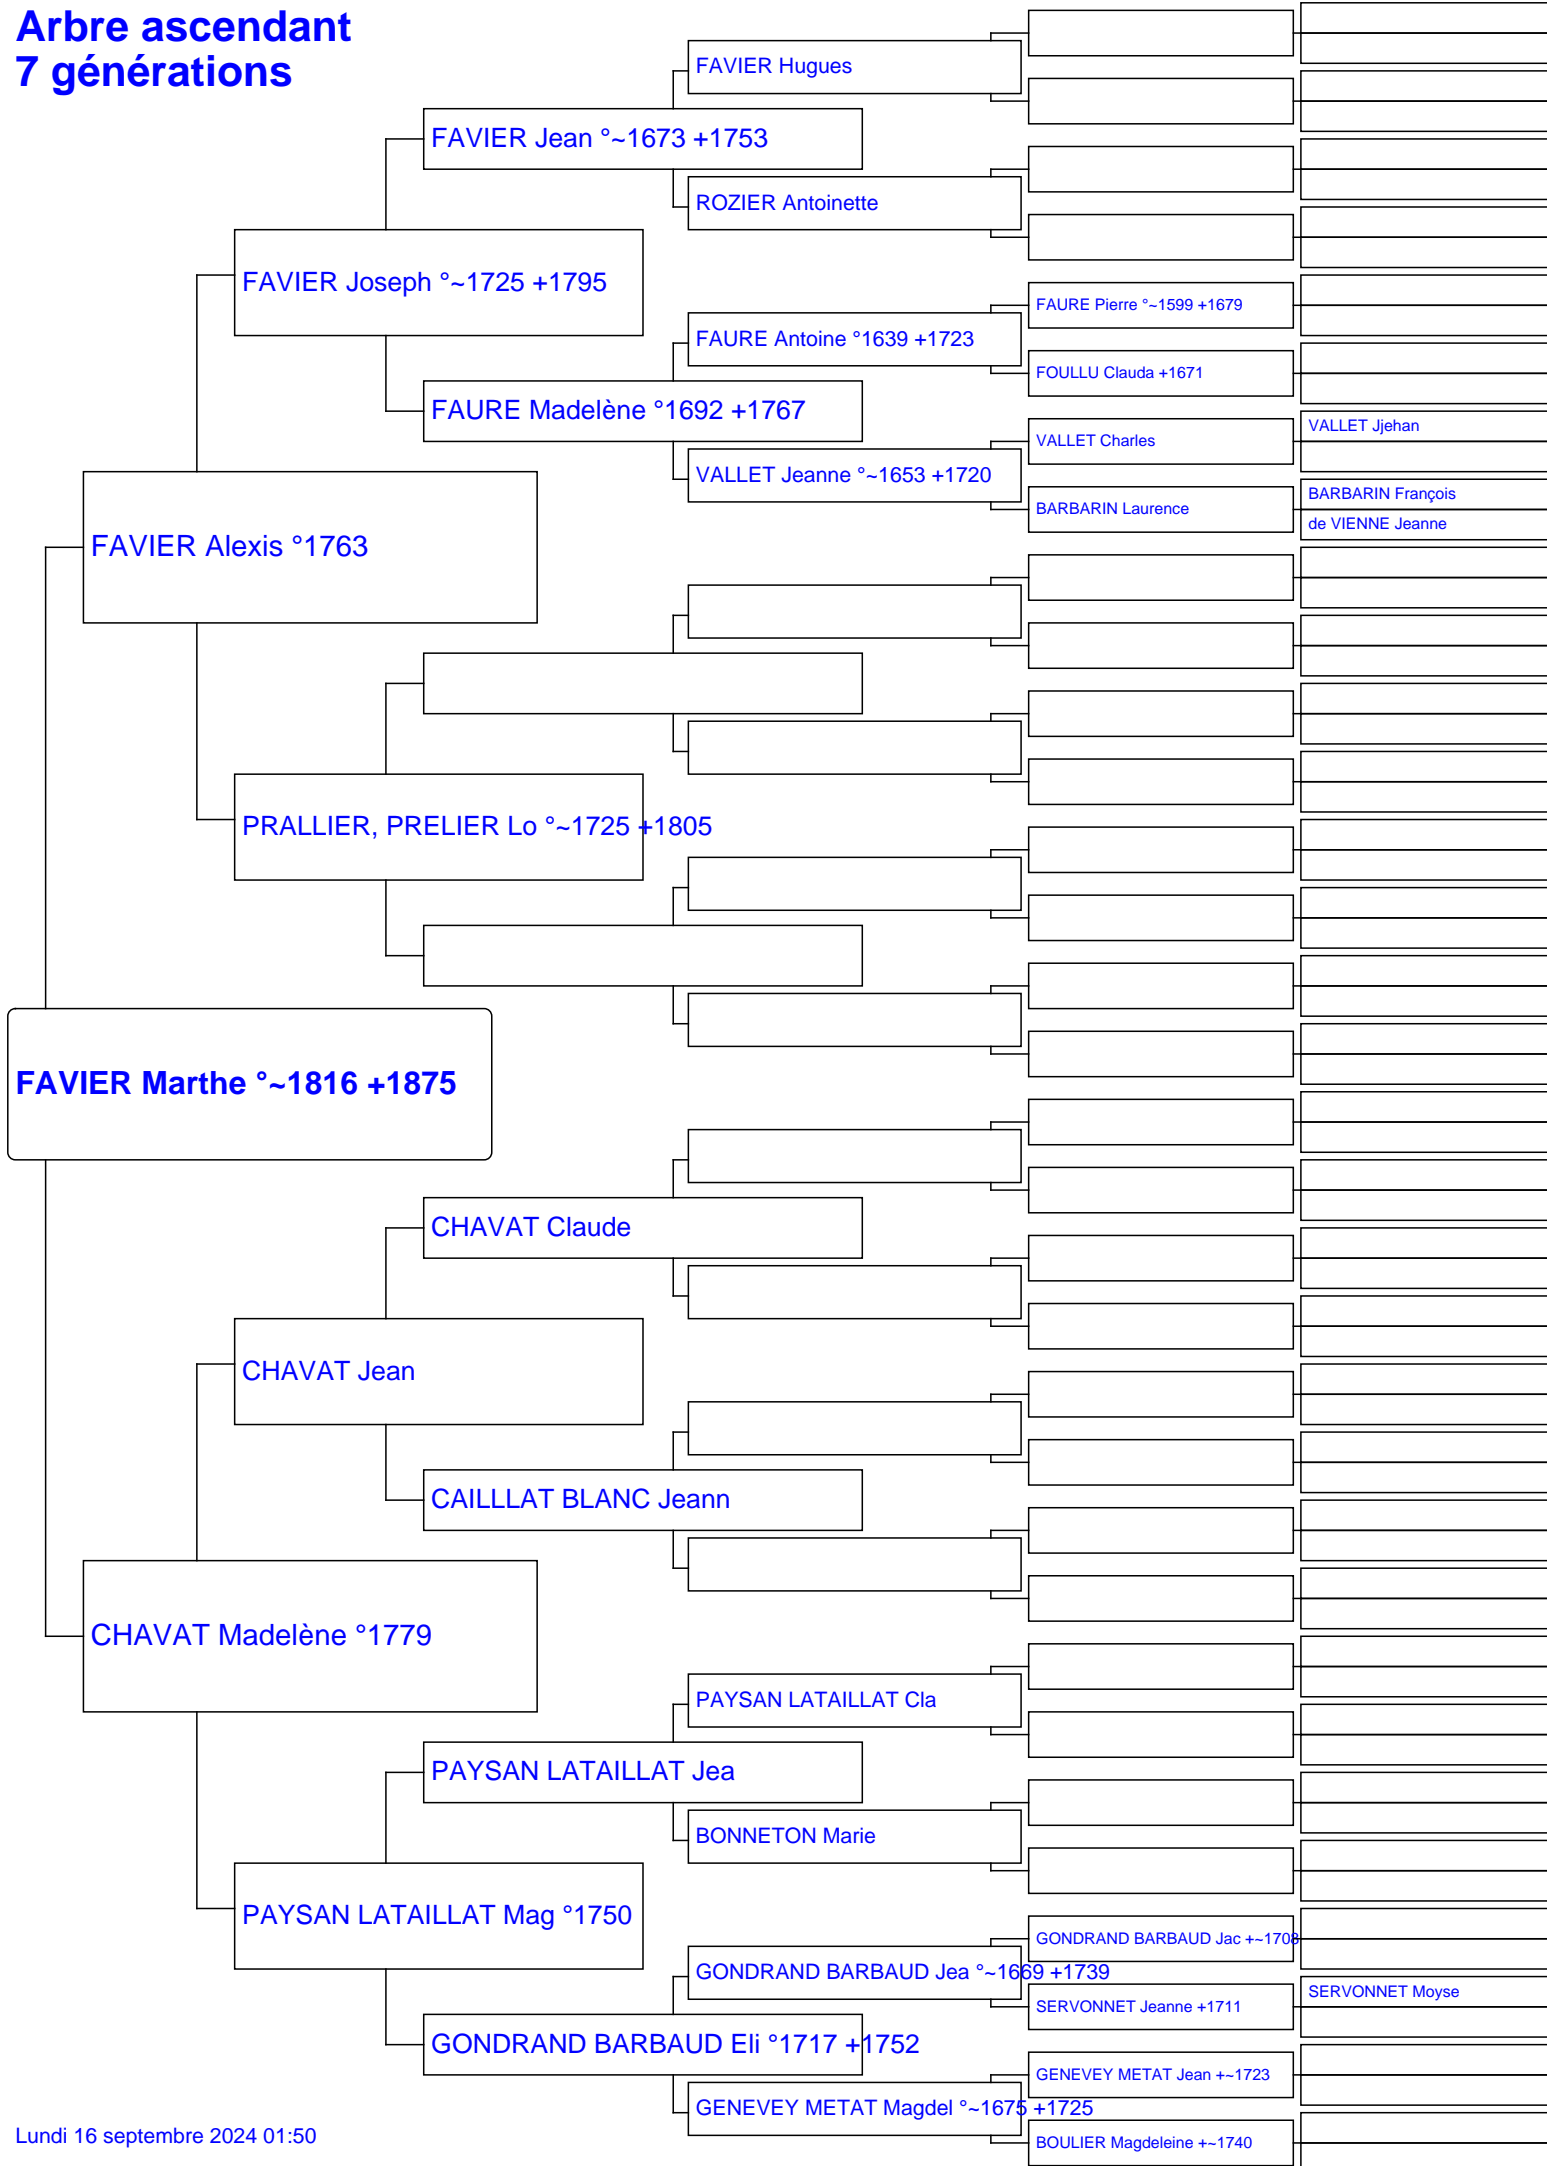 Arbre ascendant
7 générations
FAVIER Hugues
FAVIER Jean °~1673 +1753
ROZIER Antoinette
FAVIER Joseph °~1725 +1795
FAURE Pierre °~1599 +1679
FAURE Antoine °1639 +1723
FOULLU Clauda +1671
FAURE Madelène °1692 +1767
VALLET Jjehan
VALLET Charles
VALLET Jeanne °~1653 +1720
BARBARIN François
BARBARIN Laurence
de VIENNE Jeanne
FAVIER Alexis °1763
PRALLIER, PRELIER Lo °~1725 +1805
FAVIER Marthe °~1816 +1875
CHAVAT Claude
CHAVAT Jean
CAILLLAT BLANC Jeann
CHAVAT Madelène °1779
PAYSAN LATAILLAT Cla
PAYSAN LATAILLAT Jea
BONNETON Marie
PAYSAN LATAILLAT Mag °1750
GONDRAND BARBAUD Jac +~1708
GONDRAND BARBAUD Jea °~1669 +1739
SERVONNET Moyse
SERVONNET Jeanne +1711
GONDRAND BARBAUD Eli °1717 +1752
GENEVEY METAT Jean +~1723
GENEVEY METAT Magdel °~1675 +1725
BOULIER Magdeleine +~1740
Lundi 16 septembre 2024 01:50